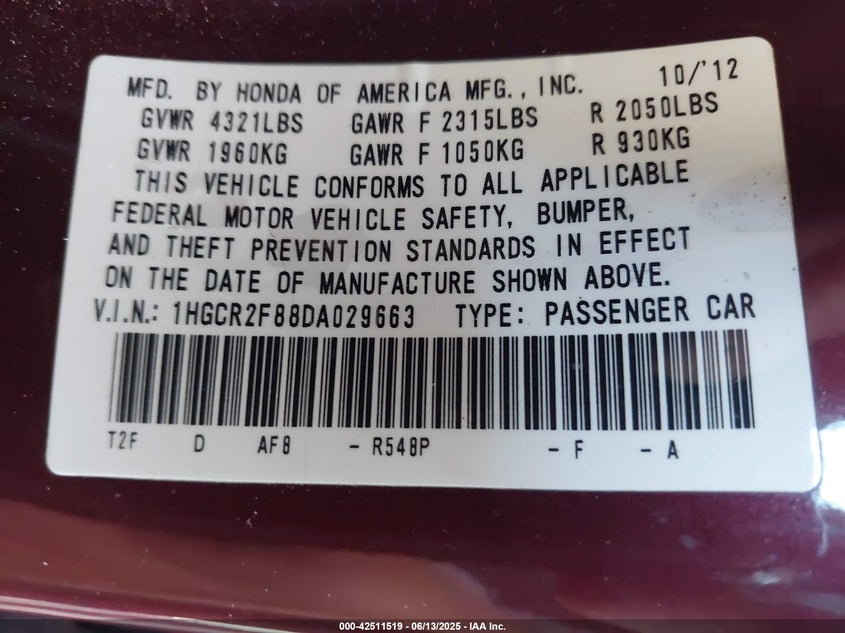 MFD. BY HONDA OF AMERICA MFG., INC. 10/'12
GVWR 4321LBS GAWR F 2315LBS R 2050LBS
GVWR 1960KG GAWR F 1050KG R 930KG
THIS VEHICLE CONFORMS TO ALL APPLICABLE
FEDERAL MOTOR VEHICLE SAFETY, BUMPER,
AND THEFT PREVENTION STANDARDS IN EFFECT
ON THE DATE OF MANUFACTURE SHOWN ABOVE.
V.I.N.: 1HGCR2F88DA029663 TYPE: PASSENGER CAR
T2F D AF8 - R548P - F - A
000-42511519 - 06/13/2025 - IAA Inc.